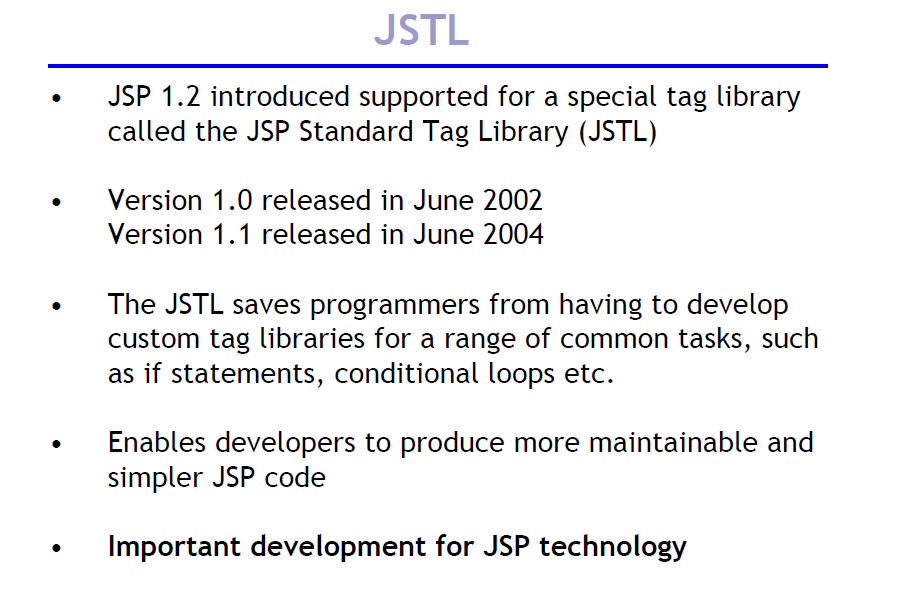 JSTL
• JSP 1.2 introduced supported for a special tag library
called the JSP Standard Tag Library (JSTL)
• Version 1.0 released in June 2002
Version 1.1 released in June 2004
• The JSTL saves programmers from having to develop
custom tag libraries for a range of common tasks, such
as if statements, conditional loops etc.
• Enables developers to produce more maintainable and
simpler JSP code
• Important development for JSP technology